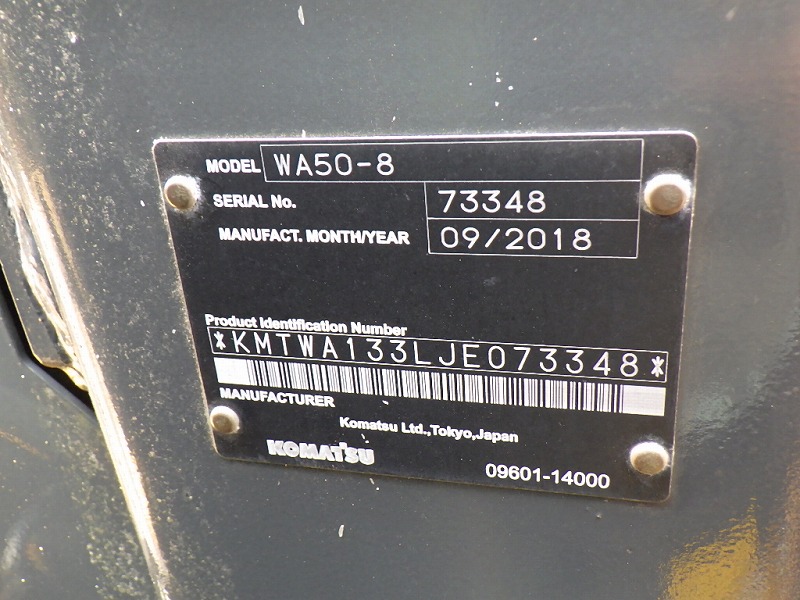 MODEL WA50-8
SERIAL No. 73348
MANUFACT. MONTH/YEAR 09/2018
Product Identification Number
*KMTWA133LJE073348*
MANUFACTURER
Komatsu Ltd.,Tokyo,Japan
KOMATSU
09601-14000